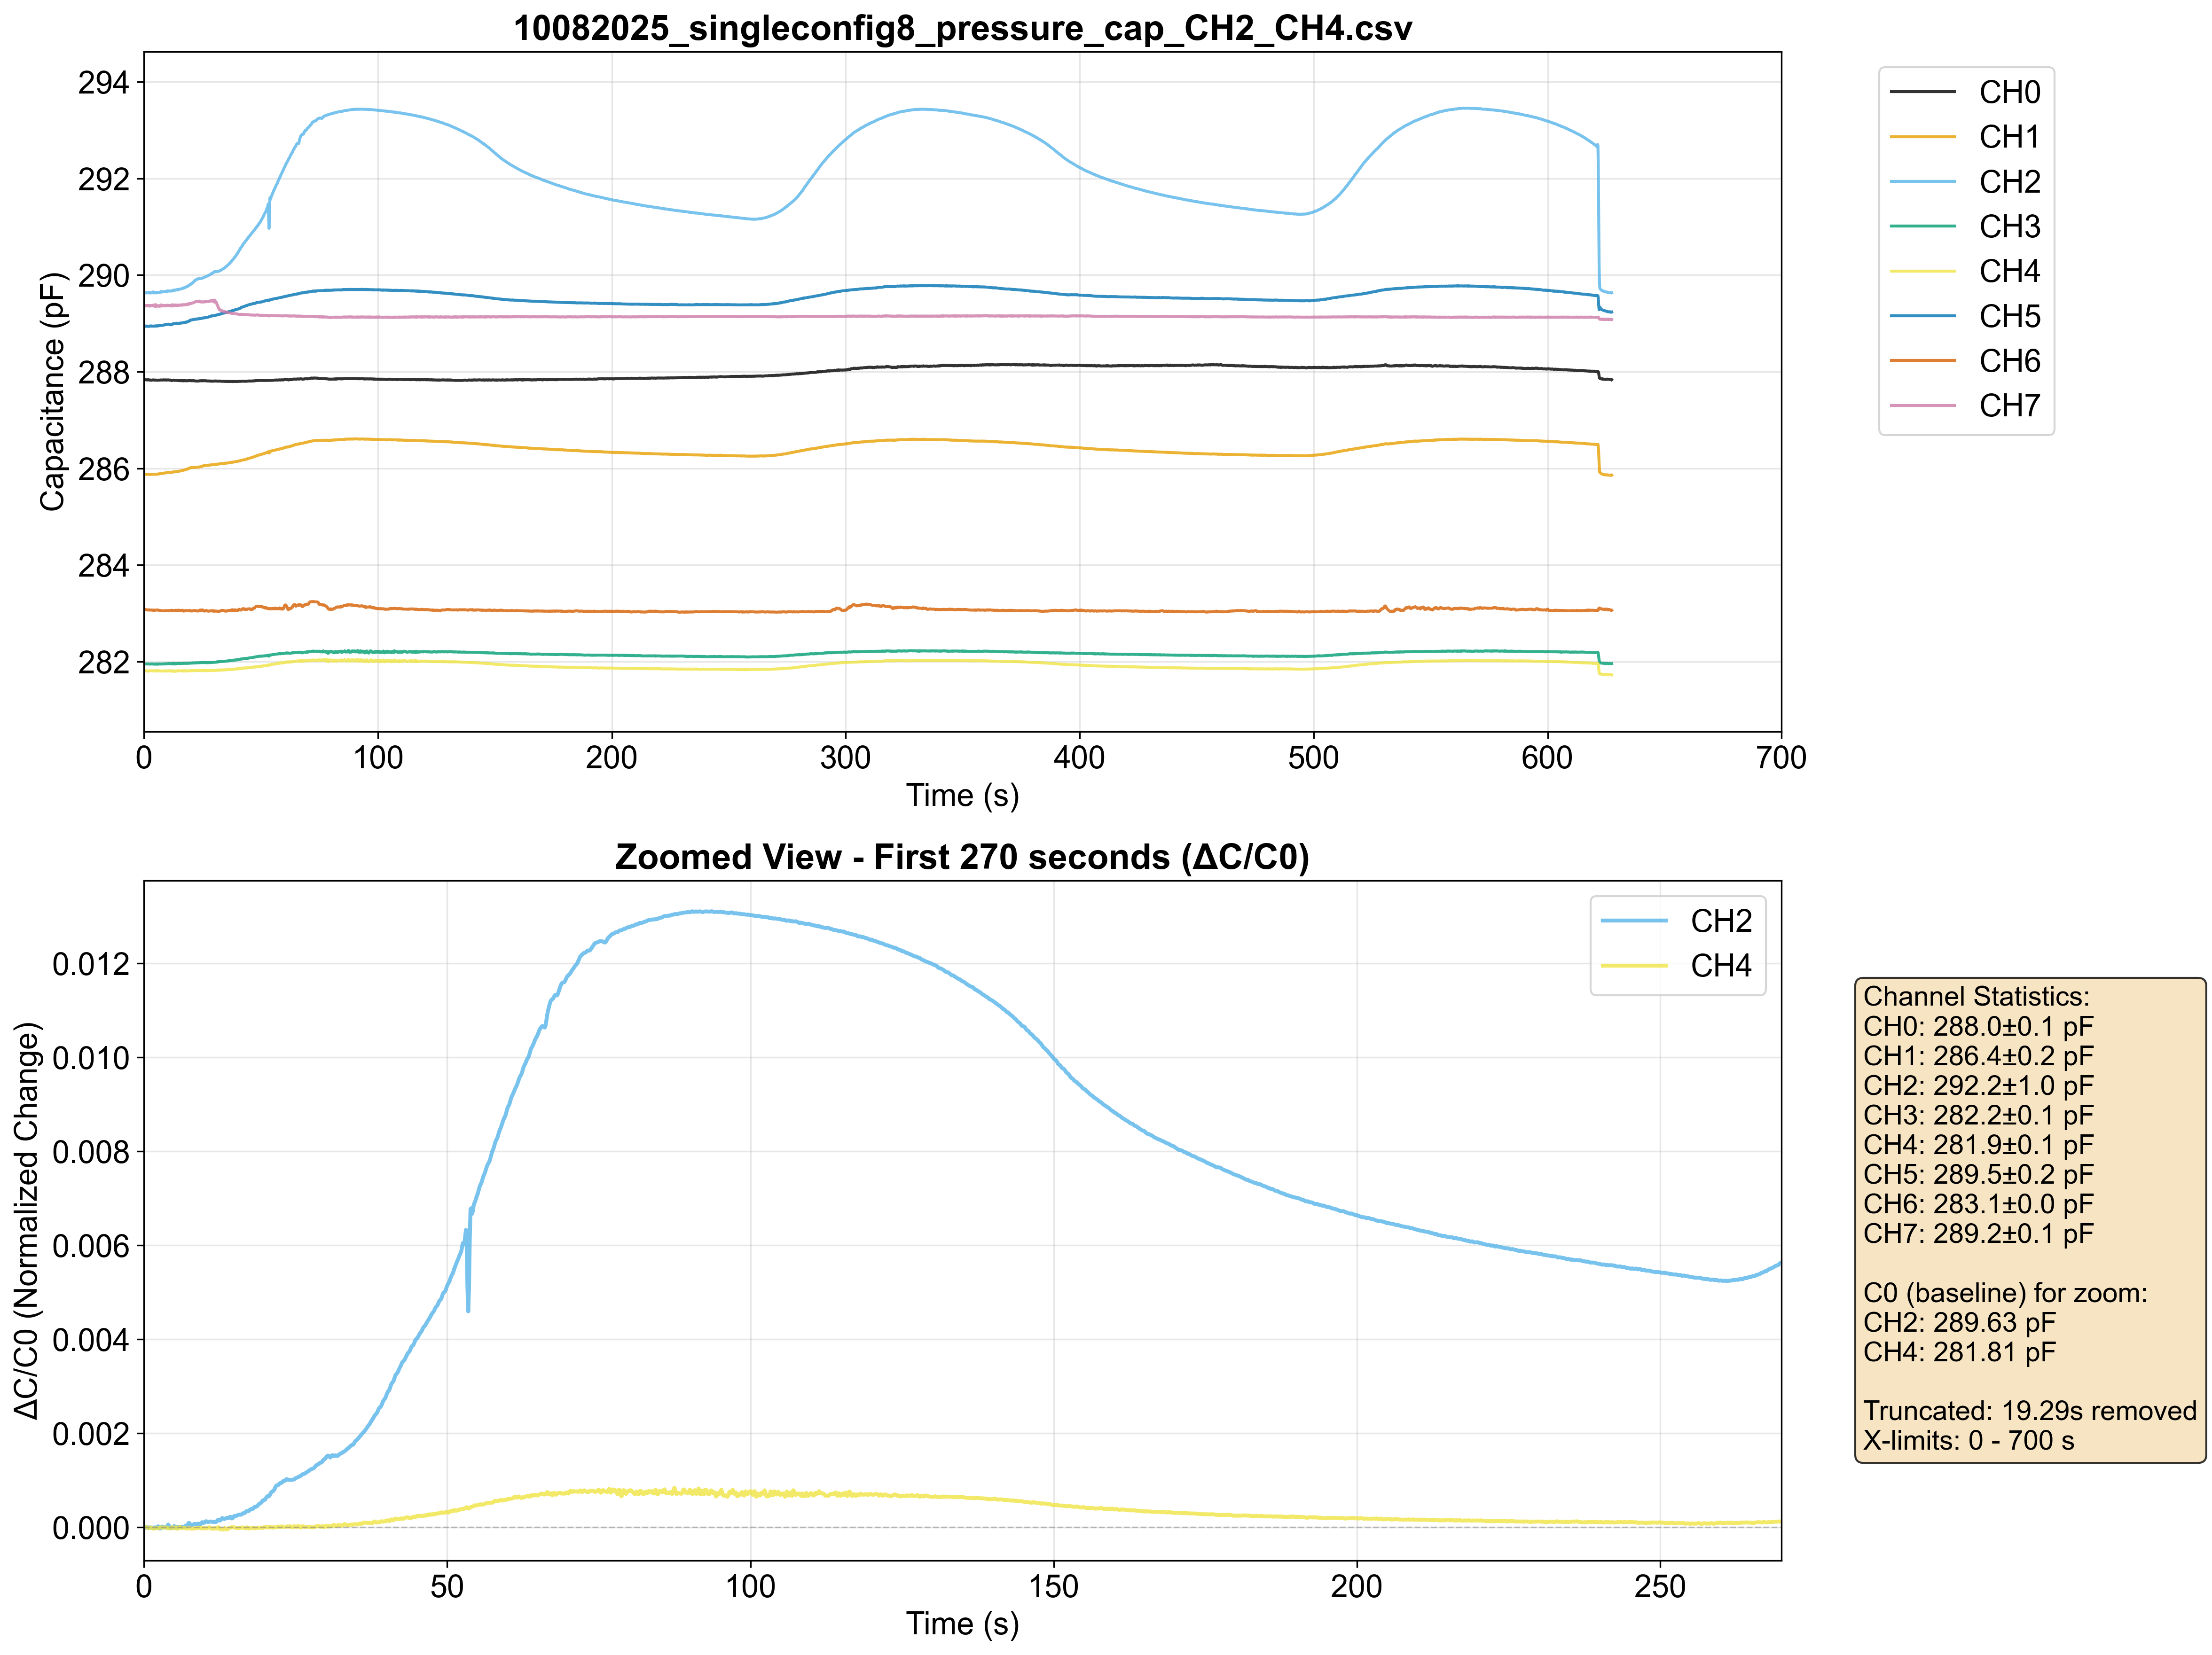 10082025_singleconfig8_pressure_cap_CH2_CH4.csv
Capacitance (pF)
294
292
290
288
286
284
282
0
100
200
300
400
500
600
700
Time (s)
CH0
CH1
CH2
CH3
CH4
CH5
CH6
CH7
Zoomed View - First 270 seconds (ΔC/C0)
ΔC/C0 (Normalized Change)
0.012
0.010
0.008
0.006
0.004
0.002
0.000
0
50
100
150
200
250
Time (s)
CH2
CH4
Channel Statistics:
CH0: 288.0±0.1 pF
CH1: 286.4±0.2 pF
CH2: 292.2±1.0 pF
CH3: 282.2±0.1 pF
CH4: 281.9±0.1 pF
CH5: 289.5±0.2 pF
CH6: 283.1±0.0 pF
CH7: 289.2±0.1 pF
C0 (baseline) for zoom:
CH2: 289.63 pF
CH4: 281.81 pF
Truncated: 19.29s removed
X-limits: 0 - 700 s